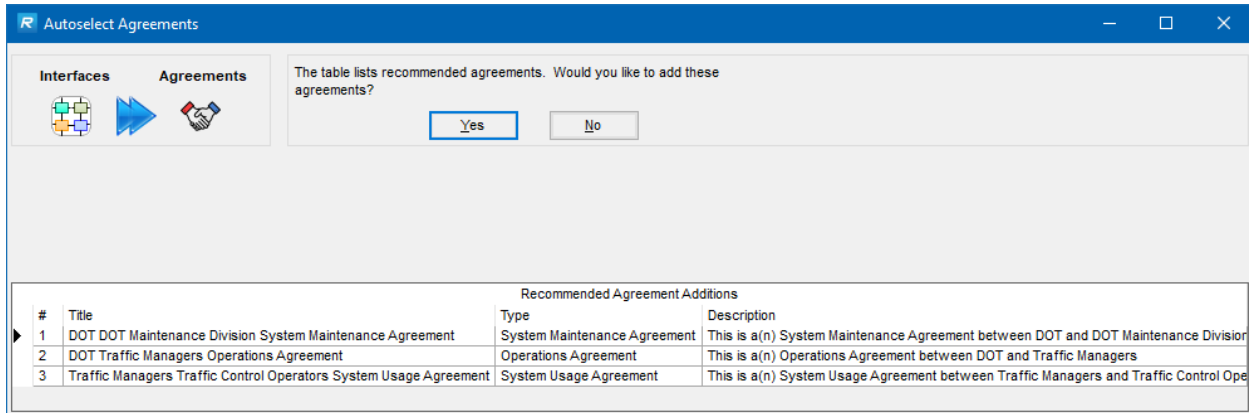 R Autoselect Agreements
Interfaces Agreements
The table lists recommended agreements. Would you like to add these
agreements?
Yes No
Recommended Agreement Additions
# Title Type Description
1 DOT DOT Maintenance Division System Maintenance Agreement System Maintenance Agreement This is a(n) System Maintenance Agreement between DOT and DOT Maintenance Division
2 DOT Traffic Managers Operations Agreement Operations Agreement This is a(n) Operations Agreement between DOT and Traffic Managers
3 Traffic Managers Traffic Control Operators System Usage Agreement System Usage Agreement This is a(n) System Usage Agreement between Traffic Managers and Traffic Control Ope